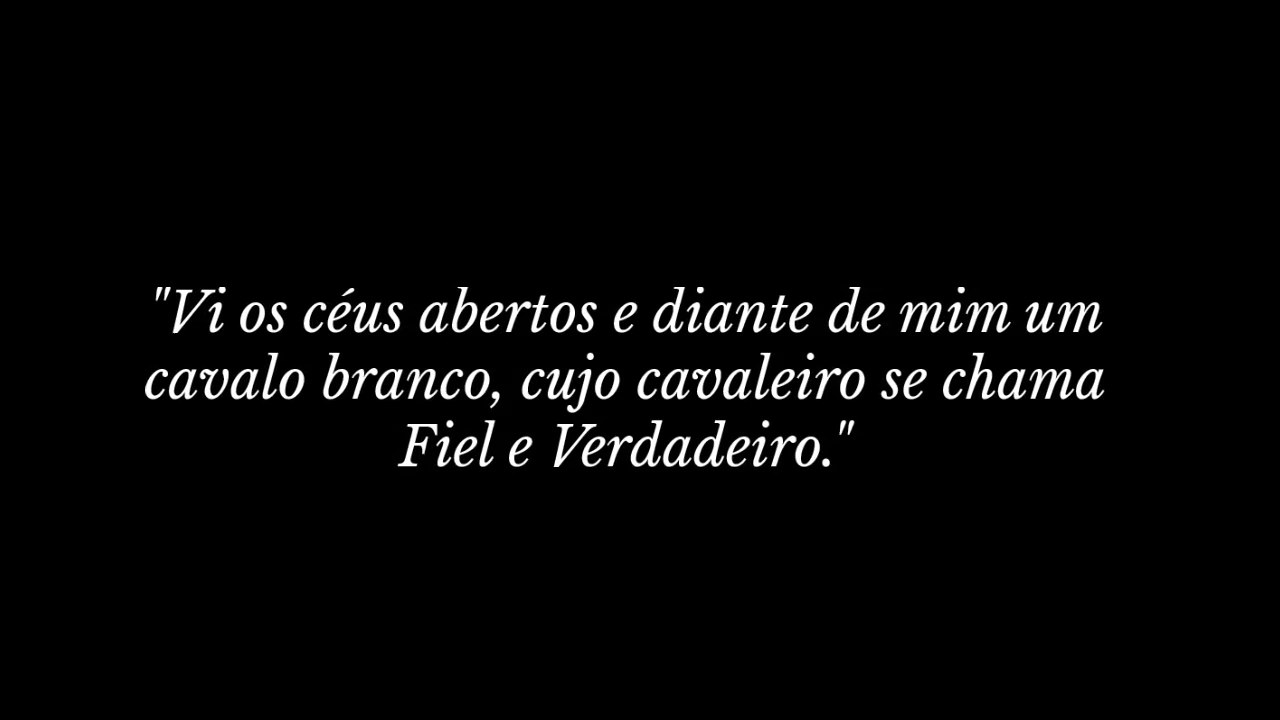 "Vi os céus abertos e diante de mim um
cavalo branco, cujo cavaleiro se chama
Fiel e Verdadeiro."